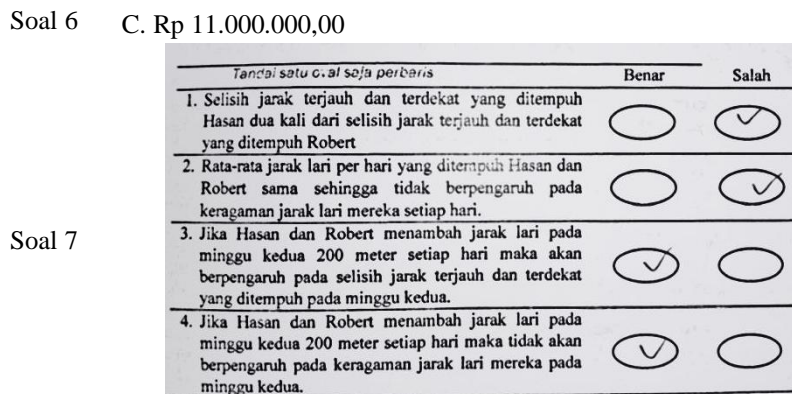 Soal 6 C. Rp 11.000.000,00
Tandai satu oval saja perbaris Benar Salah
1. Selisih jarak terjauh dan terdekat yang ditempuh
Hasan dua kali dari selisih jarak terjauh dan terdekat
yang ditempuh Robert
2. Rata-rata jarak lari per hari yang ditempuh Hasan dan
Robert sama sehingga tidak berpengaruh pada
keragaman jarak lari mereka setiap hari.
Soal 7
3. Jika Hasan dan Robert menambah jarak lari pada
minggu kedua 200 meter setiap hari maka akan
berpengaruh pada selisih jarak terjauh dan terdekat
yang ditempuh pada minggu kedua.
4. Jika Hasan dan Robert menambah jarak lari pada
minggu kedua 200 meter setiap hari maka tidak akan
berpengaruh pada keragaman jarak lari mereka pada
minggu kedua.